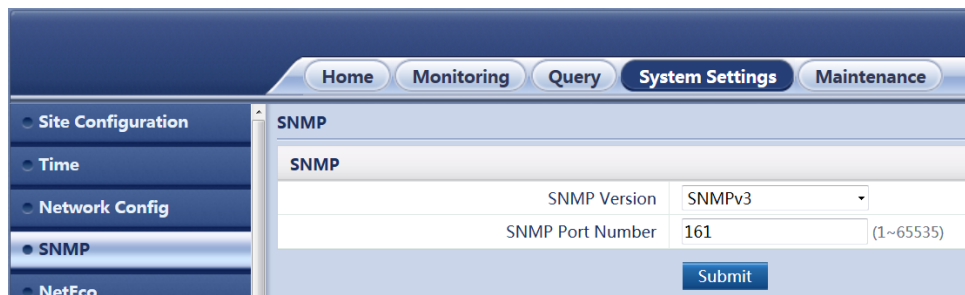 Home Monitoring Query System Settings Maintenance
Site Configuration
Time
Network Config
SNMP
NetEco
SNMP
SNMP
SNMP Version SNMPv3
SNMP Port Number 161 (1~65535)
Submit